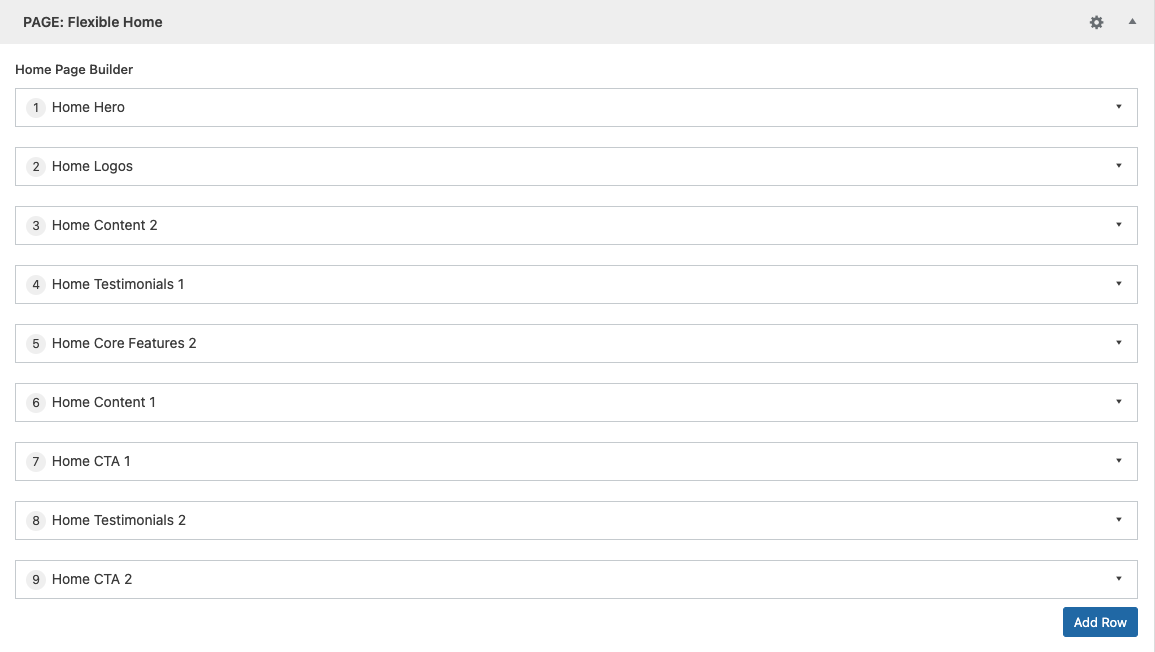 PAGE: Flexible Home
Home Page Builder
1 Home Hero
2 Home Logos
3 Home Content 2
4 Home Testimonials 1
5 Home Core Features 2
6 Home Content 1
7 Home CTA 1
8 Home Testimonials 2
9 Home CTA 2
Add Row